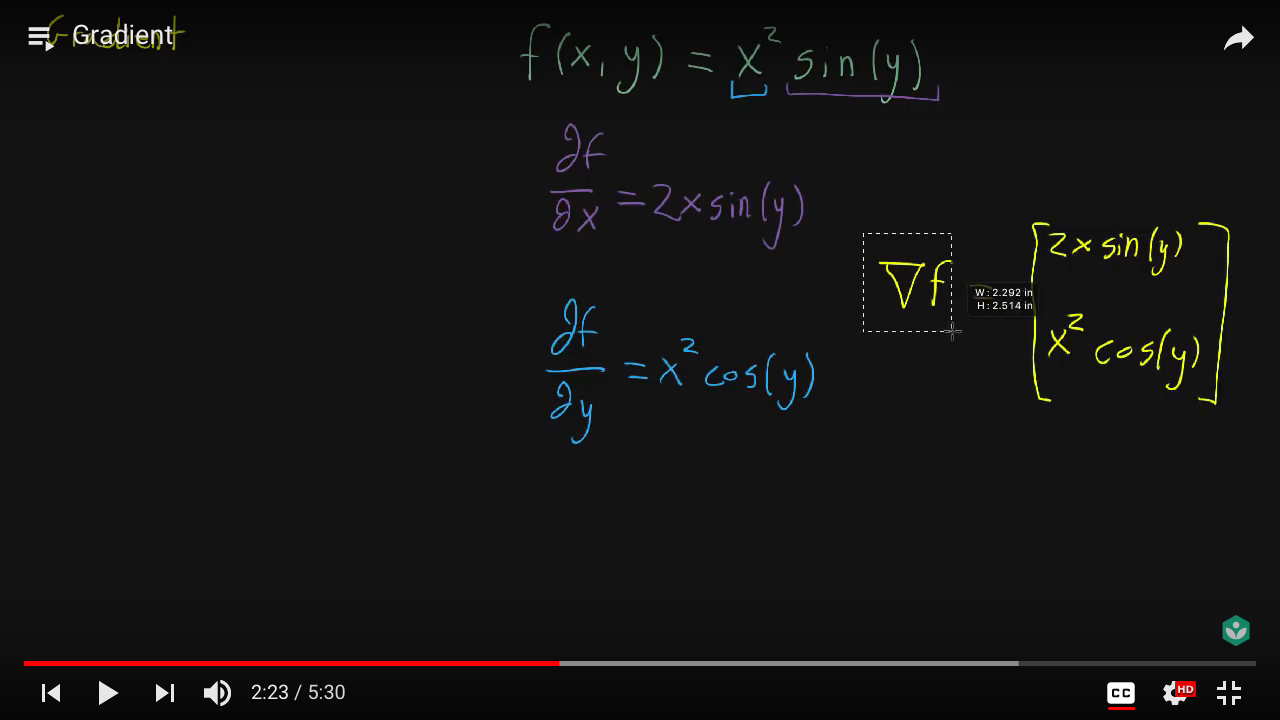 Gradient
Gradient
f(x, y) = x² sin(y)
∂f/∂x = 2x sin(y)
∇f
W: 2.292 in
H: 2.514 in
[2x sin(y)
x² cos(y)]
∂f/∂y = x² cos(y)
2:23 / 5:30
CC
HD